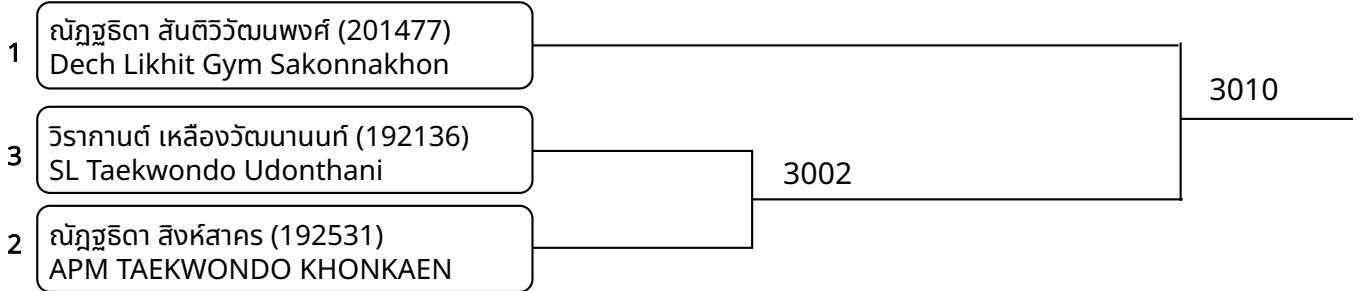 1
ณัฏฐธิดา สันติวิวัฒนพงศ์ (201477)
Dech Likhit Gym Sakonnakhon
3010
3
วิรากานต์ เหลืองวัฒนานนท์ (192136)
SL Taekwondo Udonthani
3002
2
ณัฎฐธิดา สิงห์สาคร (192531)
APM TAEKWONDO KHONKAEN